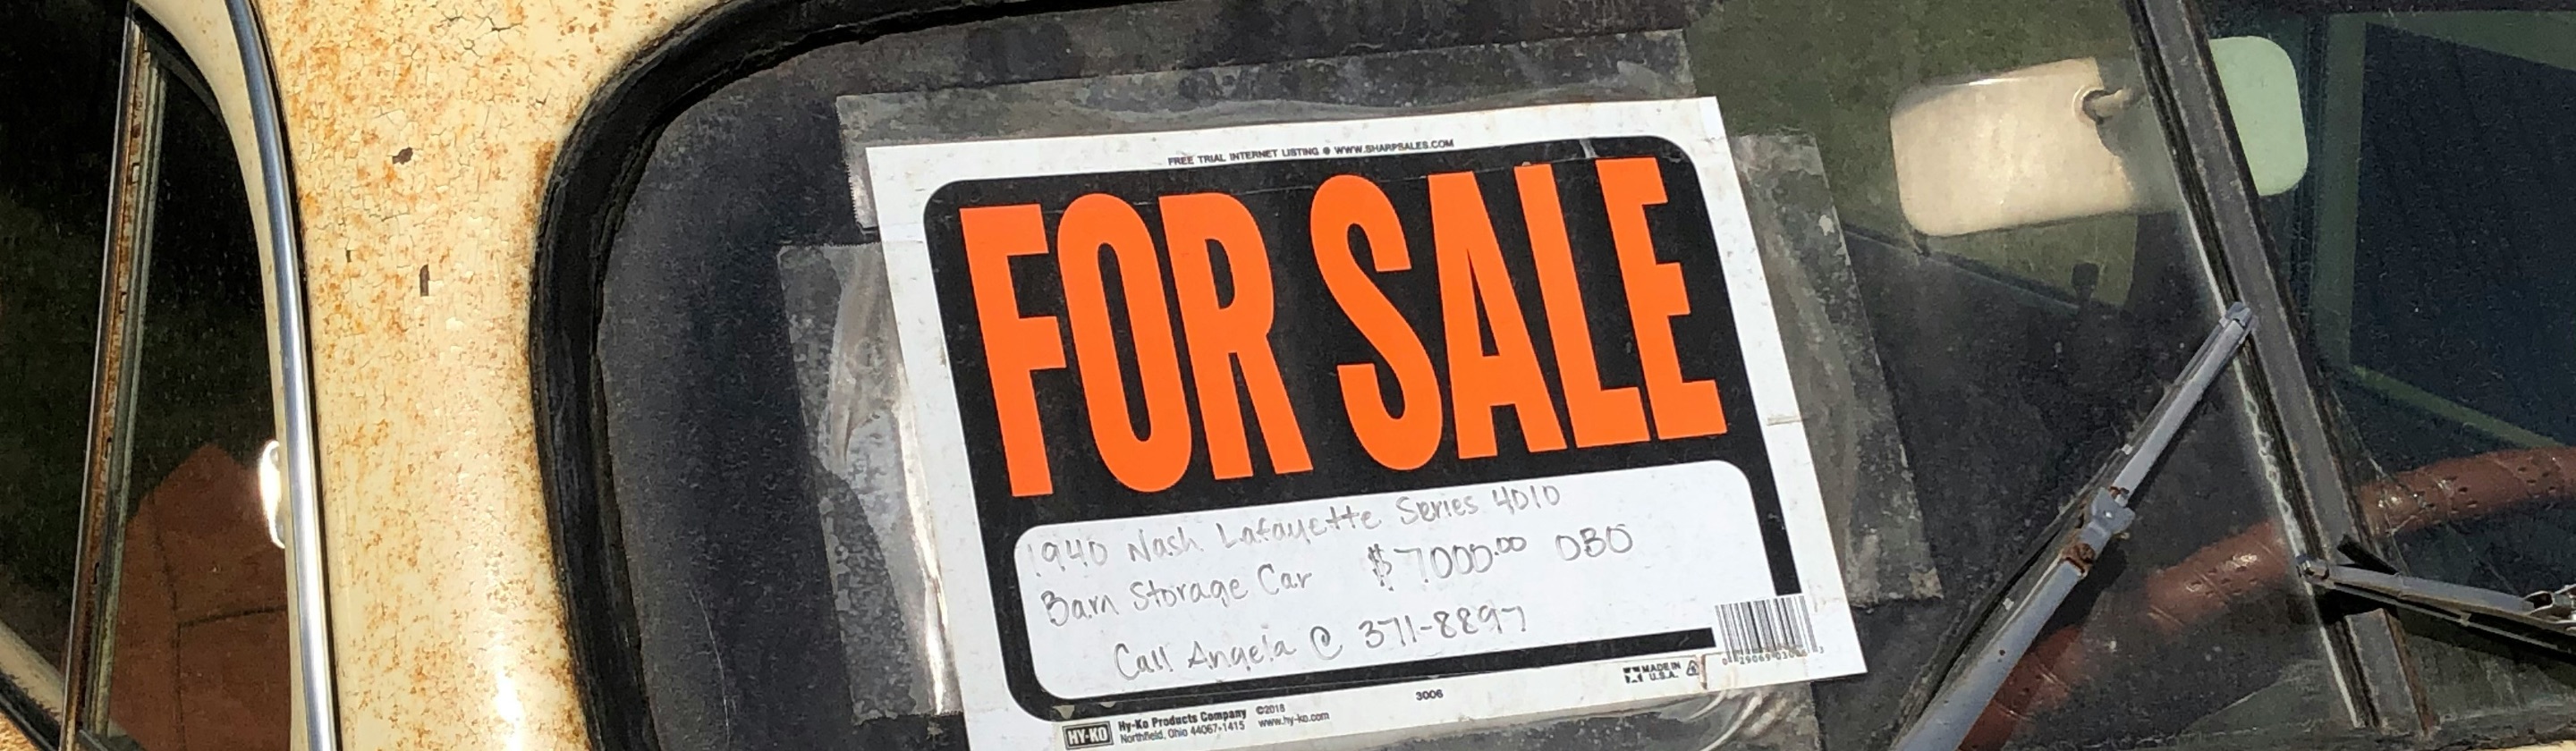 FREE TRIAL INTERNET LISTING @ WWW.SHARPSALES.COM
FOR SALE
1940 Nash Lafayette Series 4010
Barn Storage Car $7000.00 OBO
Call Angela @ 371-8897
MADE IN
U.S.A.
3006
HY-KO
Hy-Ko Products Company ©2018
Northfield, Ohio 44067-1415 www.hy-ko.com